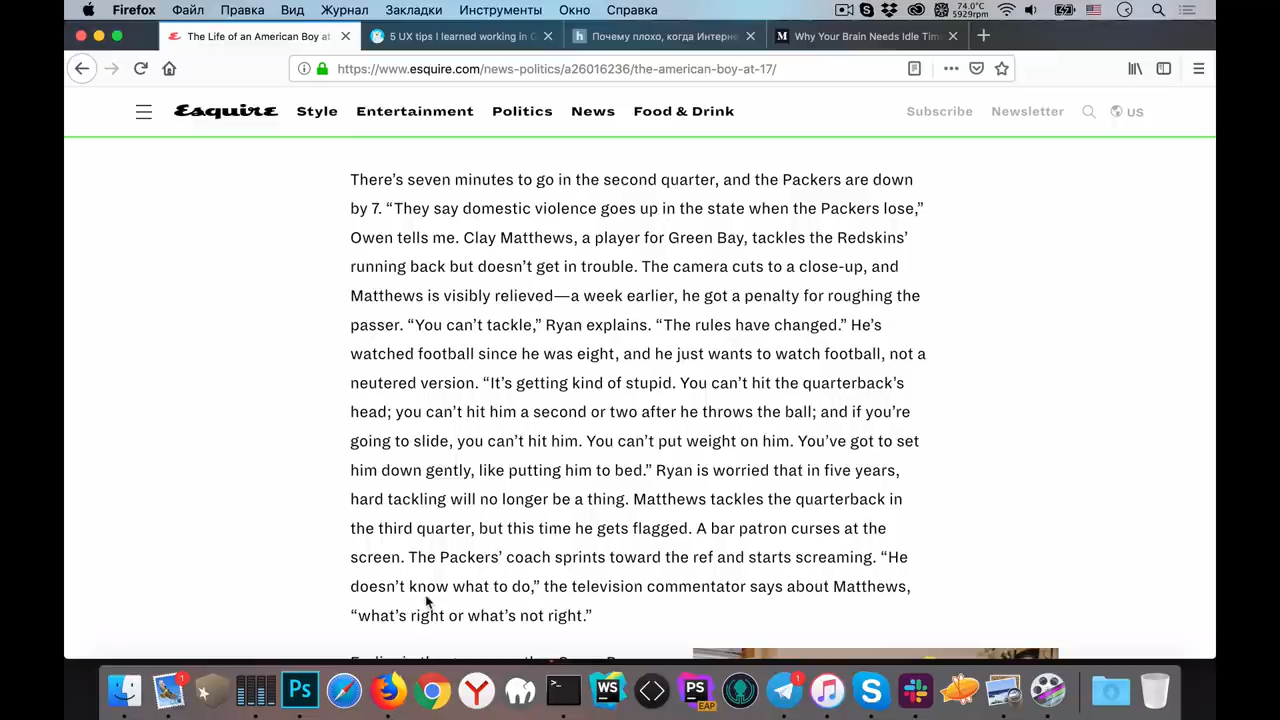 Firefox Файл Правка Вид Журнал Закладки Инструменты Окно Справка 74.0°C 5929rpm
The Life of an American Boy at
5 UX tips I learned working in G
Почему плохо, когда Интерне
Why Your Brain Needs Idle Tim
https://www.esquire.com/news-politics/a26016236/the-american-boy-at-17/
Esquire Style Entertainment Politics News Food & Drink Subscribe Newsletter US
There’s seven minutes to go in the second quarter, and the Packers are down
by 7. “They say domestic violence goes up in the state when the Packers lose,”
Owen tells me. Clay Matthews, a player for Green Bay, tackles the Redskins’
running back but doesn’t get in trouble. The camera cuts to a close-up, and
Matthews is visibly relieved—a week earlier, he got a penalty for roughing the
passer. “You can’t tackle,” Ryan explains. “The rules have changed.” He’s
watched football since he was eight, and he just wants to watch football, not a
neutered version. “It’s getting kind of stupid. You can’t hit the quarterback’s
head; you can’t hit him a second or two after he throws the ball; and if you’re
going to slide, you can’t hit him. You can’t put weight on him. You’ve got to set
him down gently, like putting him to bed.” Ryan is worried that in five years,
hard tackling will no longer be a thing. Matthews tackles the quarterback in
the third quarter, but this time he gets flagged. A bar patron curses at the
screen. The Packers’ coach sprints toward the ref and starts screaming. “He
doesn’t know what to do,” the television commentator says about Matthews,
“what’s right or what’s not right.”
1 Ps WS PS EAP 1